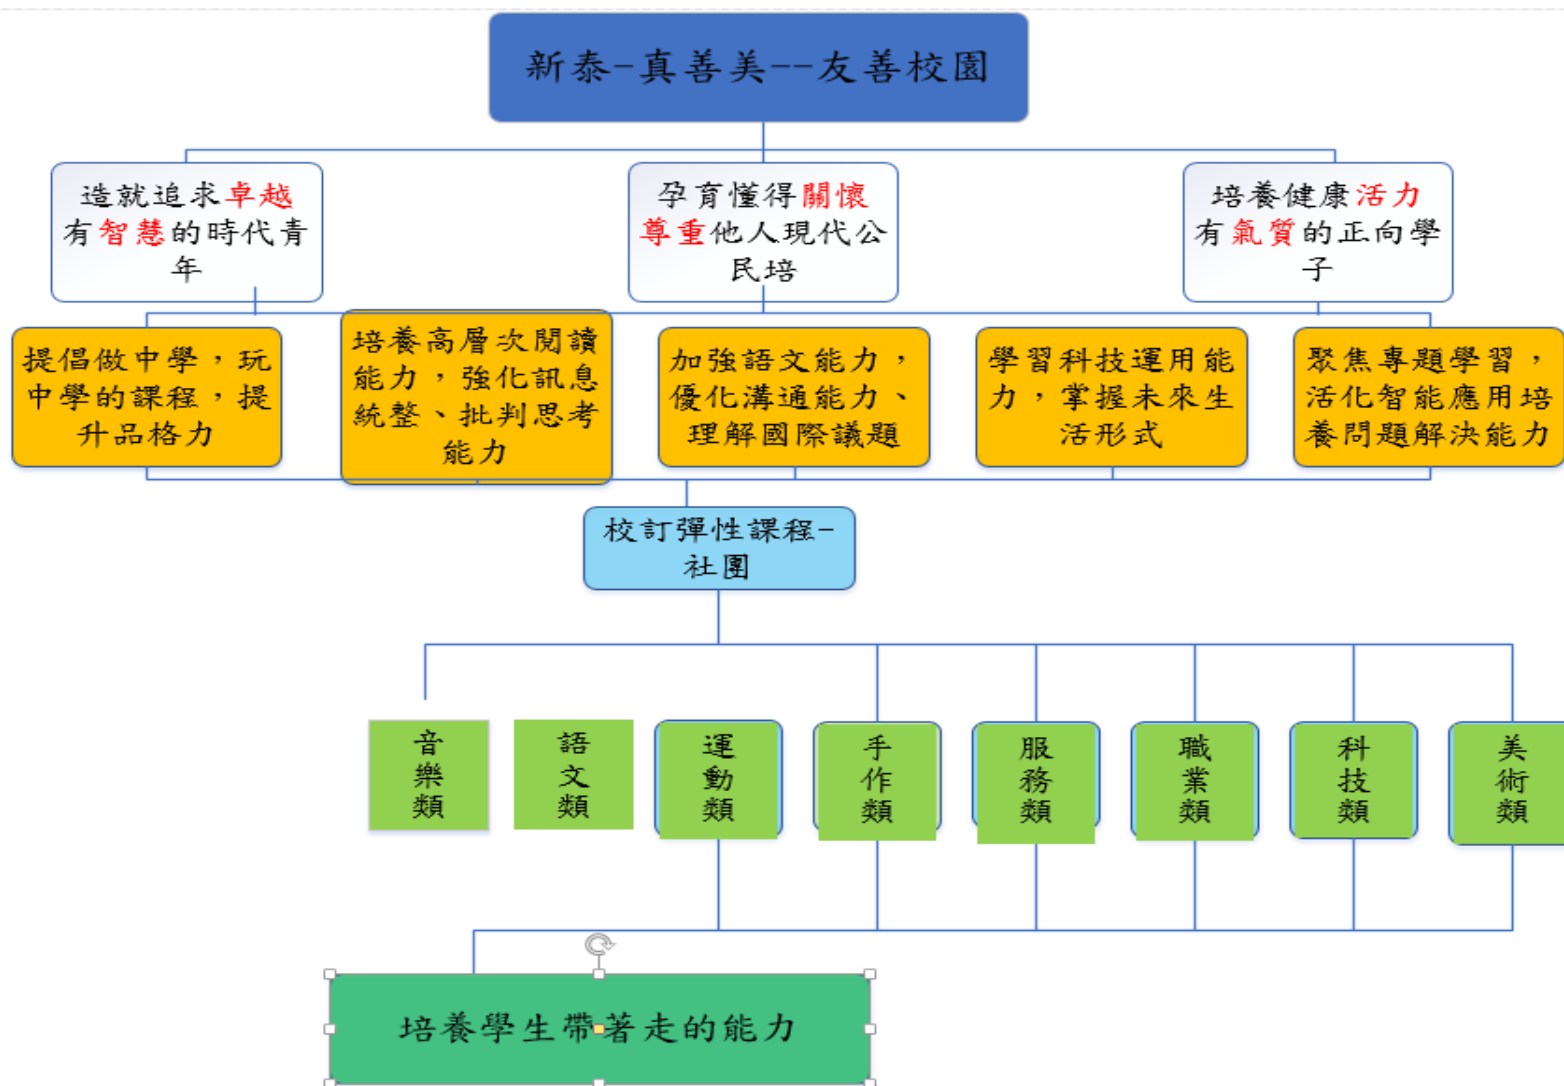 新泰-真善美--友善校園
造就追求卓越
有智慧的時代青
年
孕育懂得關懷
尊重他人現代公
民培
培養健康活力
有氣質的正向學
子
提倡做中學，玩
中學的課程，提
升品格力
培養高層次閱讀
能力，強化訊息
統整、批判思考
能力
加強語文能力，
優化溝通能力、
理解國際議題
學習科技運用能
力，掌握未來生
活形式
聚焦專題學習，
活化智能應用培
養問題解決能力
校訂彈性課程-
社團
音樂類
語文類
運動類
手作類
服務類
職業類
科技類
美術類
培養學生帶著走的能力